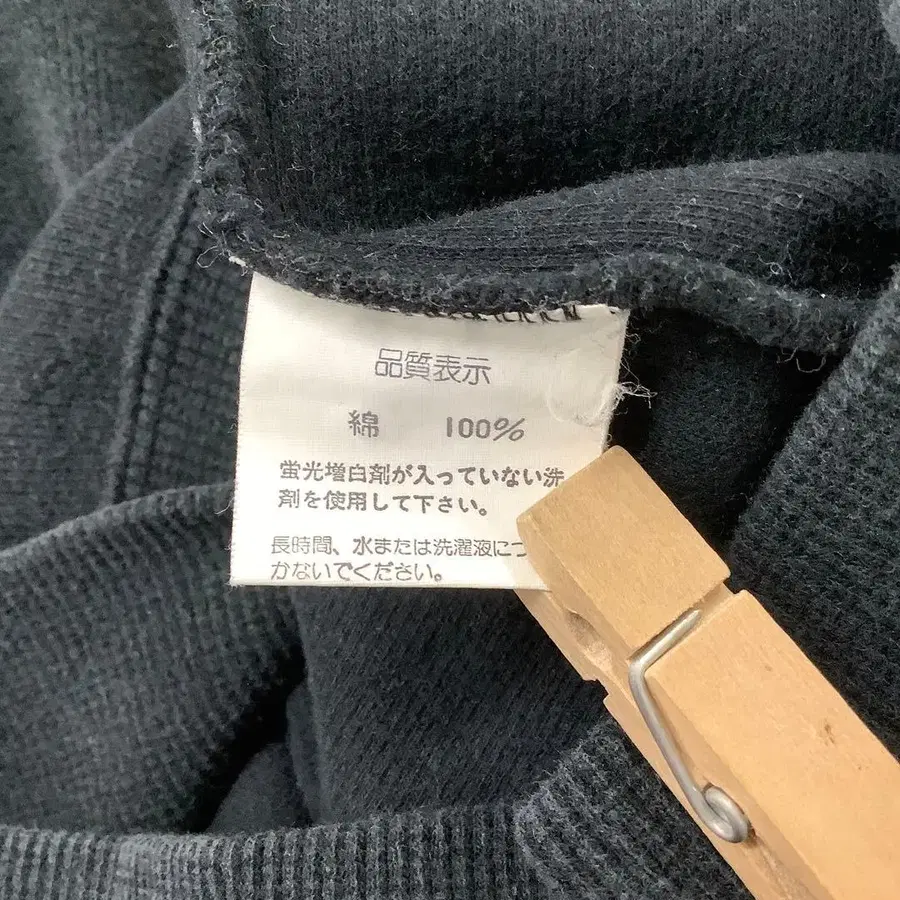 品質表示
綿 100%
蛍光増白剤が入っていない洗
剤を使用して下さい。
長時間、水または洗濯液につ
かないでください。